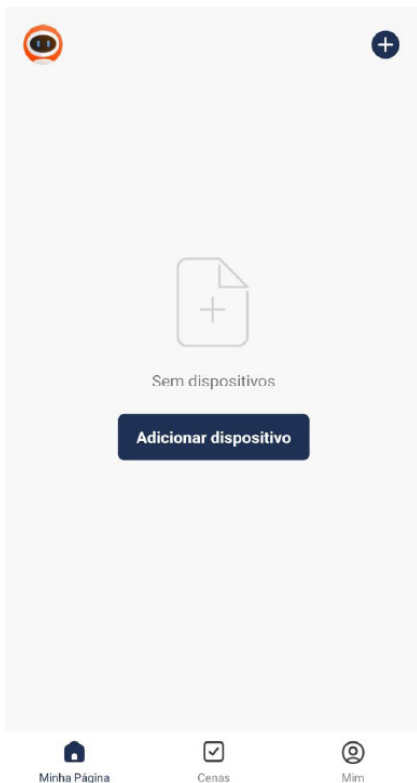 Sem dispositivos
Adicionar dispositivo
Minha Página
Cenas
Mim